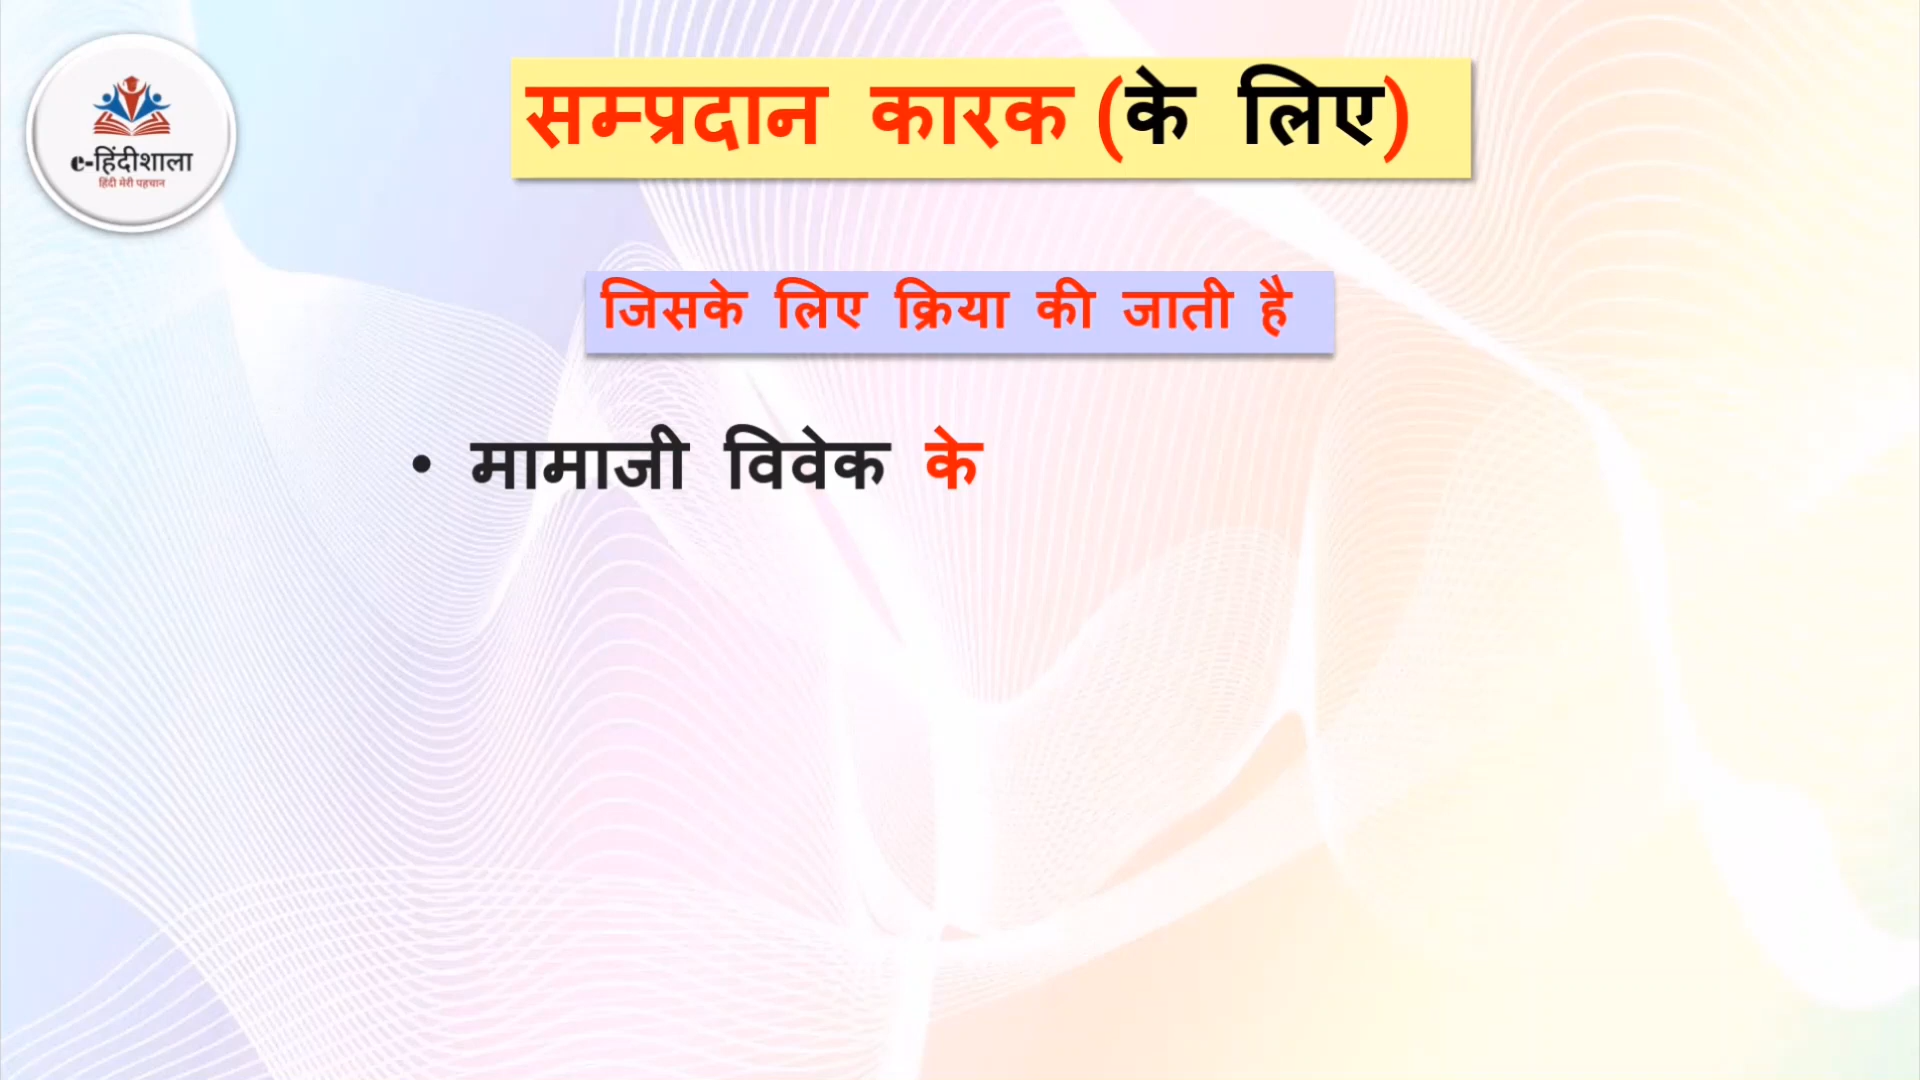 e-हिंदीशाला
हिंदी मेरी पहचान
सम्प्रदान कारक (के लिए)
जिसके लिए क्रिया की जाती है
• मामाजी विवेक के